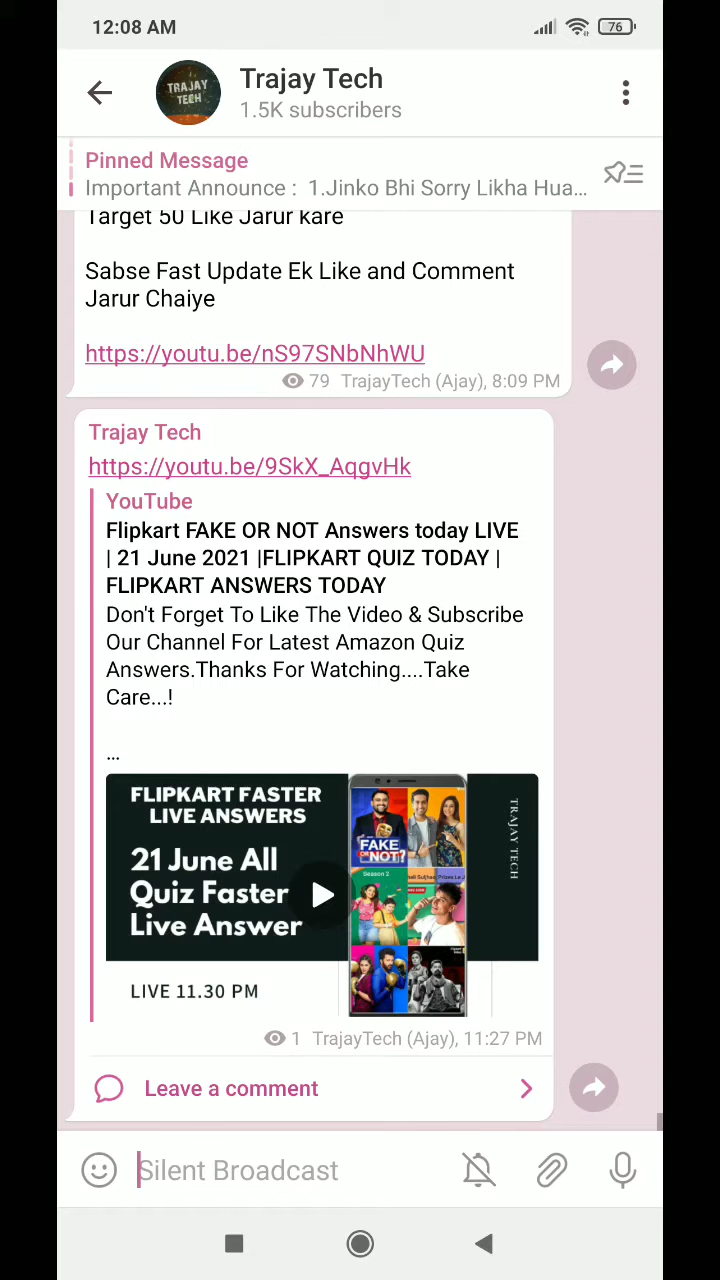 12:08 AM
76
TRAJAY
TECH
Trajay Tech
1.5K subscribers
Pinned Message
Important Announce :  1.Jinko Bhi Sorry Likha Hua...
Target 50 Like Jarur kare
Sabse Fast Update Ek Like and Comment
Jarur Chaiye
https://youtu.be/nS97SNbNhWU
79 TrajayTech (Ajay), 8:09 PM
Trajay Tech
https://youtu.be/9SkX_AqgvHk
YouTube
Flipkart FAKE OR NOT Answers today LIVE
| 21 June 2021 |FLIPKART QUIZ TODAY |
FLIPKART ANSWERS TODAY
Don't Forget To Like The Video & Subscribe
Our Channel For Latest Amazon Quiz
Answers.Thanks For Watching....Take
Care...!
...
FLIPKART FASTER
LIVE ANSWERS
21 June All
Quiz Faster
Live Answer
LIVE 11.30 PM
FAKE
OR NOT?
Season 2
Prizes Le
TRAJAY TECH
1 TrajayTech (Ajay), 11:27 PM
Leave a comment
Silent Broadcast